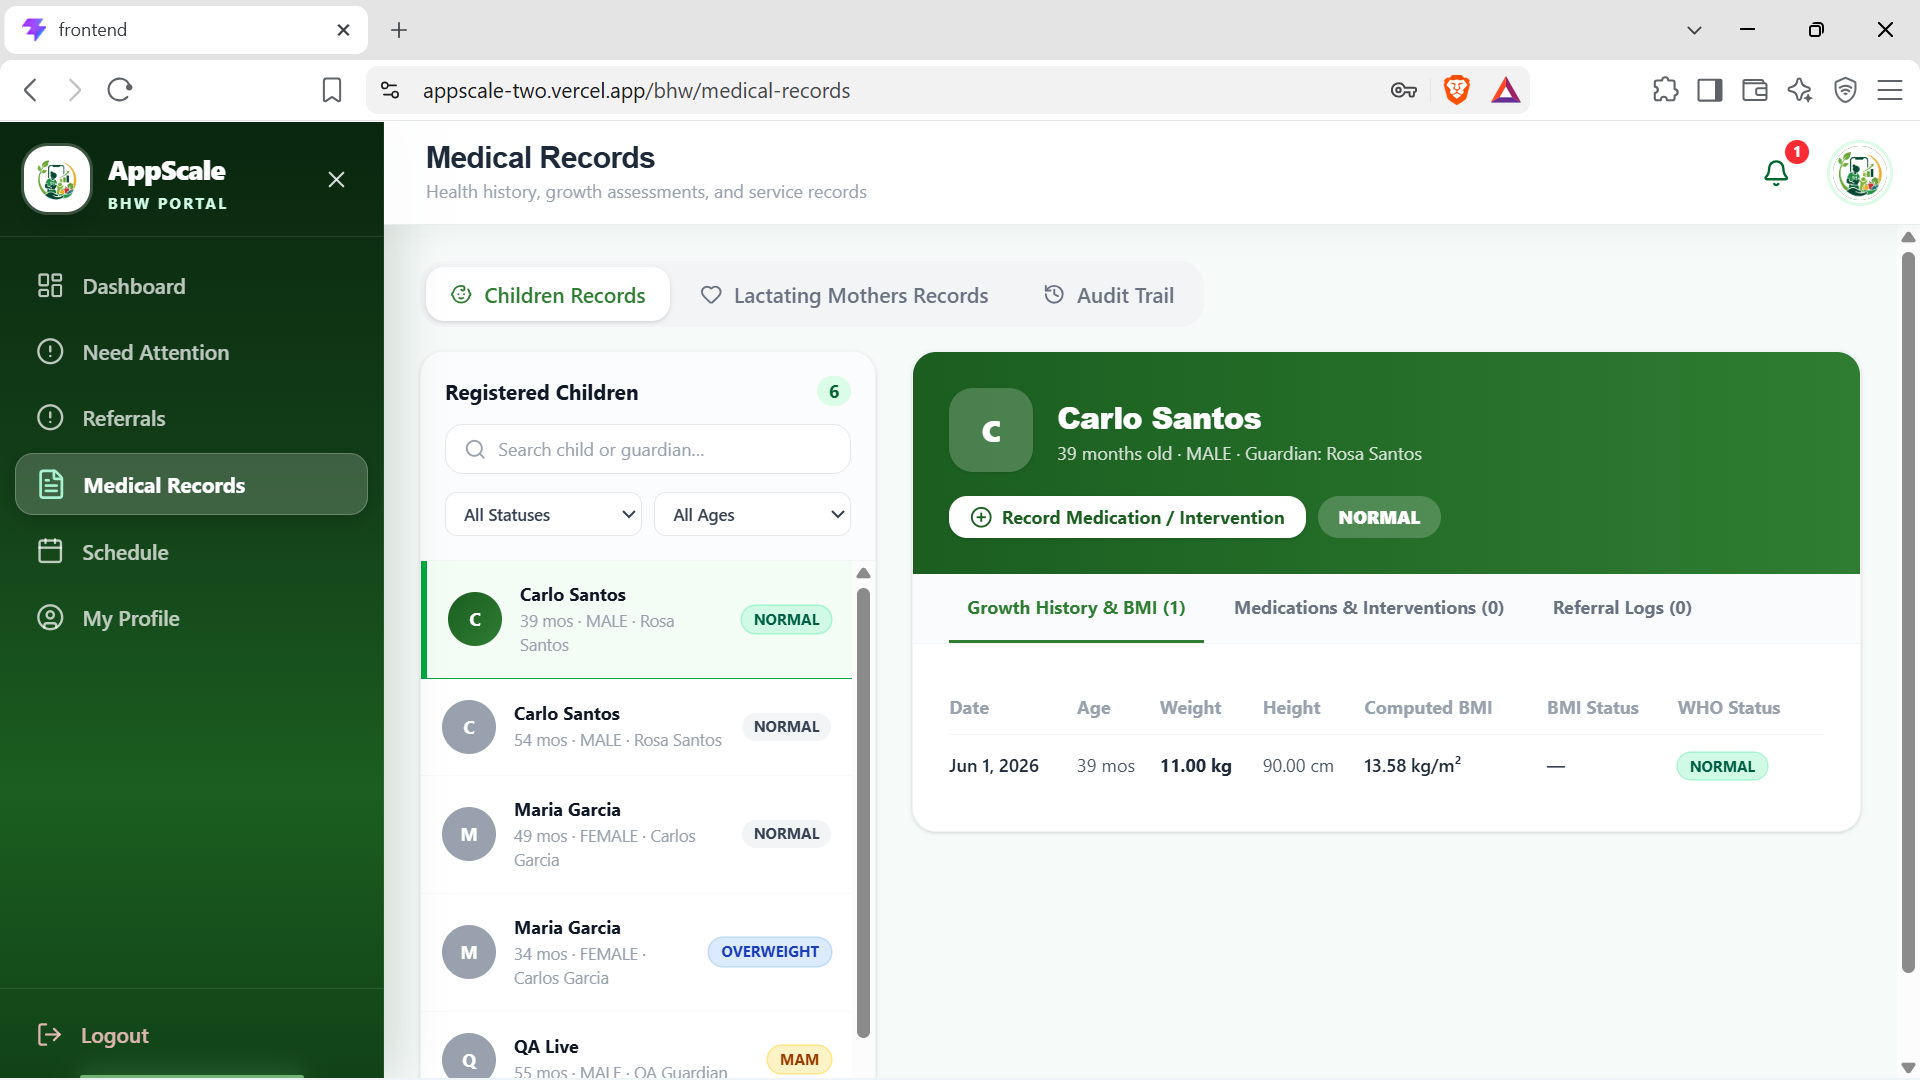 frontend
appscale-two.vercel.app/bhw/medical-records
AppScale
BHW PORTAL
Dashboard
Need Attention
Referrals
Medical Records
Schedule
My Profile
Logout
Medical Records
Health history, growth assessments, and service records
1
Children Records
Lactating Mothers Records
Audit Trail
Registered Children
6
Search child or guardian...
All Statuses
All Ages
C
Carlo Santos
39 mos · MALE · Rosa
Santos
NORMAL
C
Carlo Santos
54 mos · MALE · Rosa Santos
NORMAL
M
Maria Garcia
49 mos · FEMALE · Carlos
Garcia
NORMAL
M
Maria Garcia
34 mos · FEMALE ·
Carlos Garcia
OVERWEIGHT
Q
QA Live
55 mos · MALE · QA Guardian
MAM
C
Carlo Santos
39 months old · MALE · Guardian: Rosa Santos
Record Medication / Intervention
NORMAL
Growth History & BMI (1)
Medications & Interventions (0)
Referral Logs (0)
Date Age Weight Height Computed BMI BMI Status WHO Status
Jun 1, 2026 39 mos 11.00 kg 90.00 cm 13.58 kg/m² — NORMAL